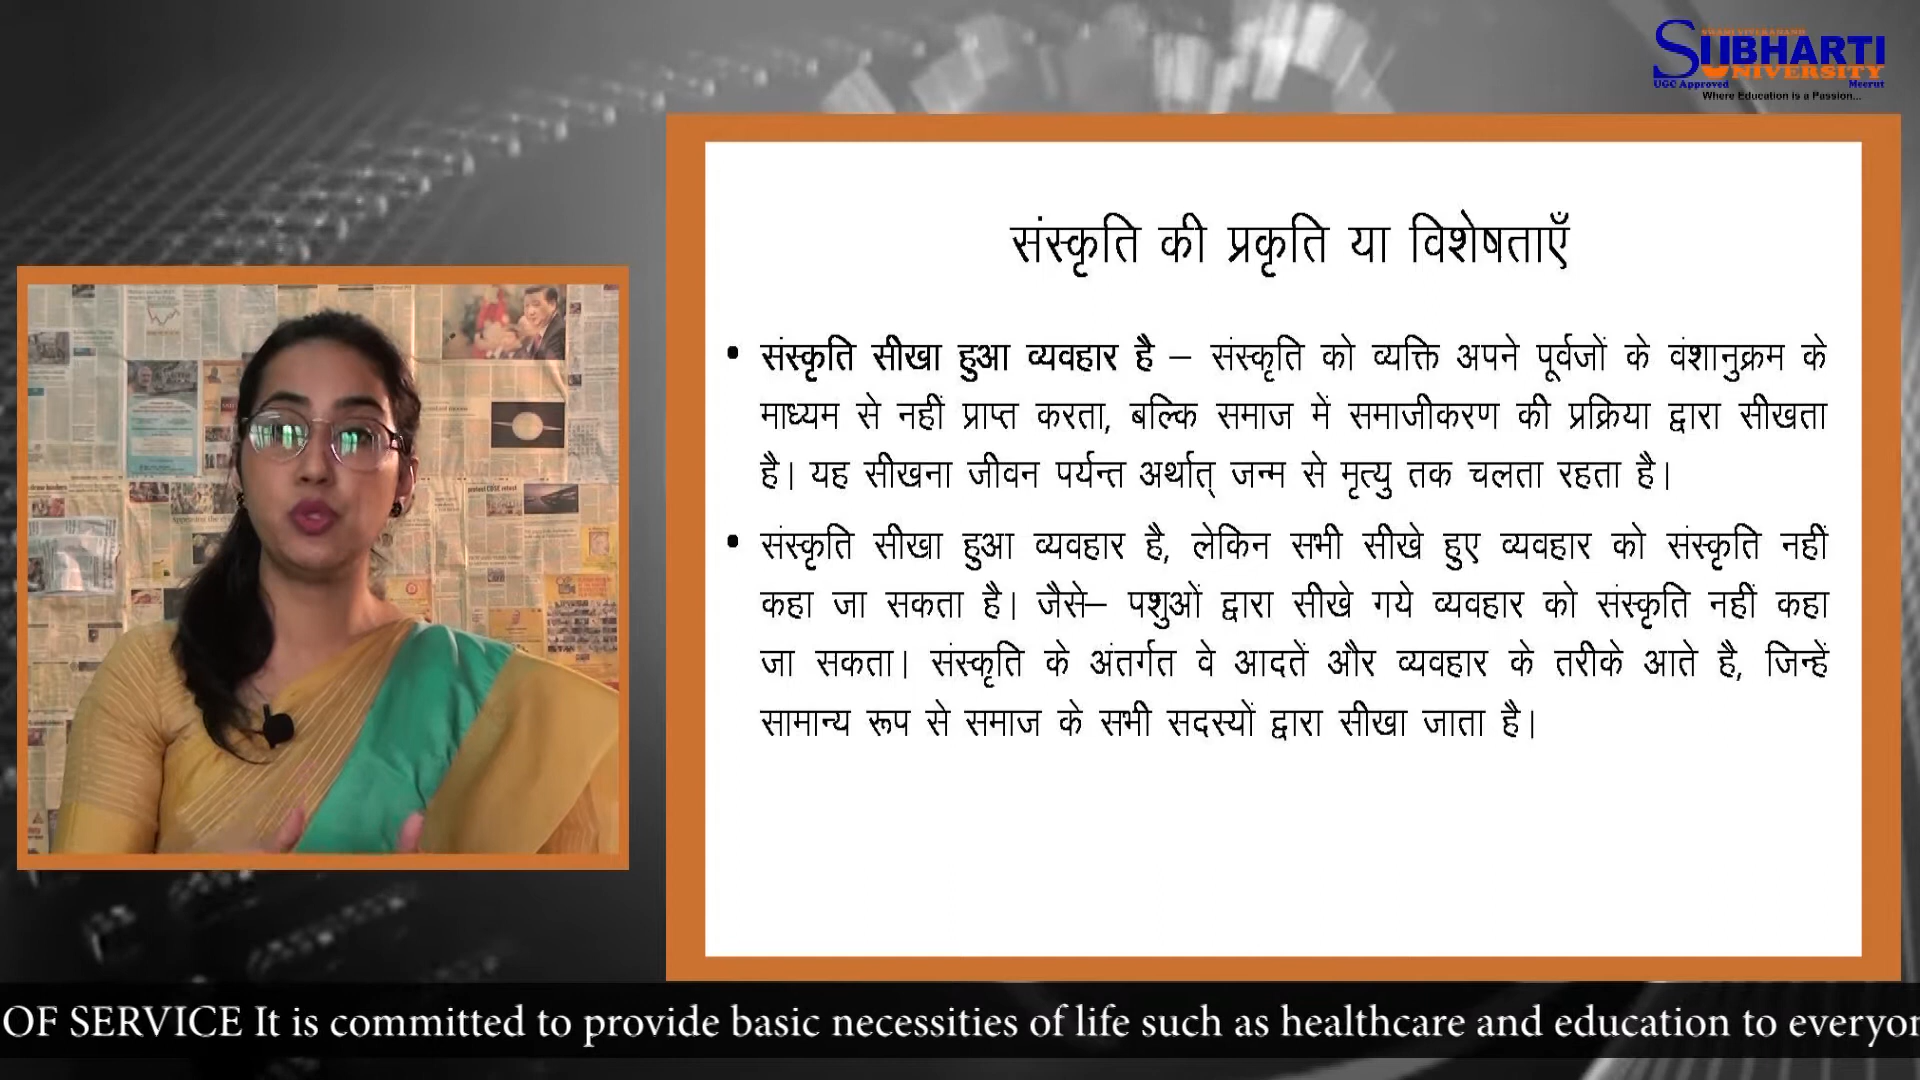 SWAMI VIVEKANAND
SUBHARTI
UNIVERSITY
UGC Approved Meerut
Where Education is a Passion...
संस्कृति की प्रकृति या विशेषताएँ
• संस्कृति सीखा हुआ व्यवहार है – संस्कृति को व्यक्ति अपने पूर्वजों के वंशानुक्रम के
माध्यम से नहीं प्राप्त करता, बल्कि समाज में समाजीकरण की प्रक्रिया द्वारा सीखता
है। यह सीखना जीवन पर्यन्त अर्थात् जन्म से मृत्यु तक चलता रहता है।
• संस्कृति सीखा हुआ व्यवहार है, लेकिन सभी सीखे हुए व्यवहार को संस्कृति नहीं
कहा जा सकता है। जैसे– पशुओं द्वारा सीखे गये व्यवहार को संस्कृति नहीं कहा
जा सकता। संस्कृति के अंतर्गत वे आदतें और व्यवहार के तरीके आते है, जिन्हें
सामान्य रूप से समाज के सभी सदस्यों द्वारा सीखा जाता है।
OF SERVICE It is committed to provide basic necessities of life such as healthcare and education to everyon